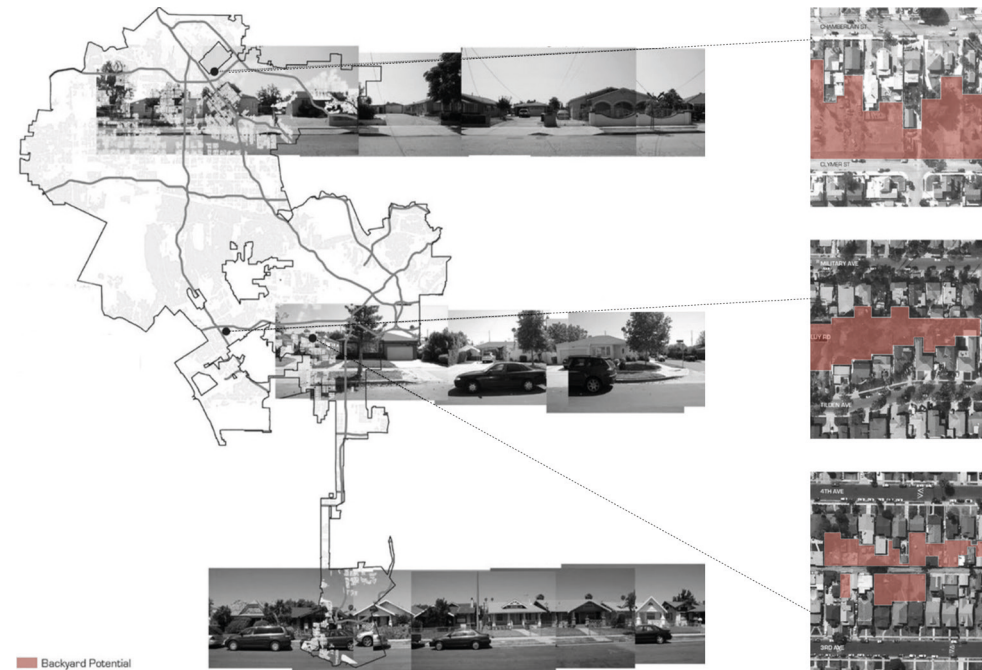 CHAMBERLAIN ST
CLYMER ST
MILITARY AVE
TILDEN AVE
4TH AVE
3RD AVE
Backyard Potential